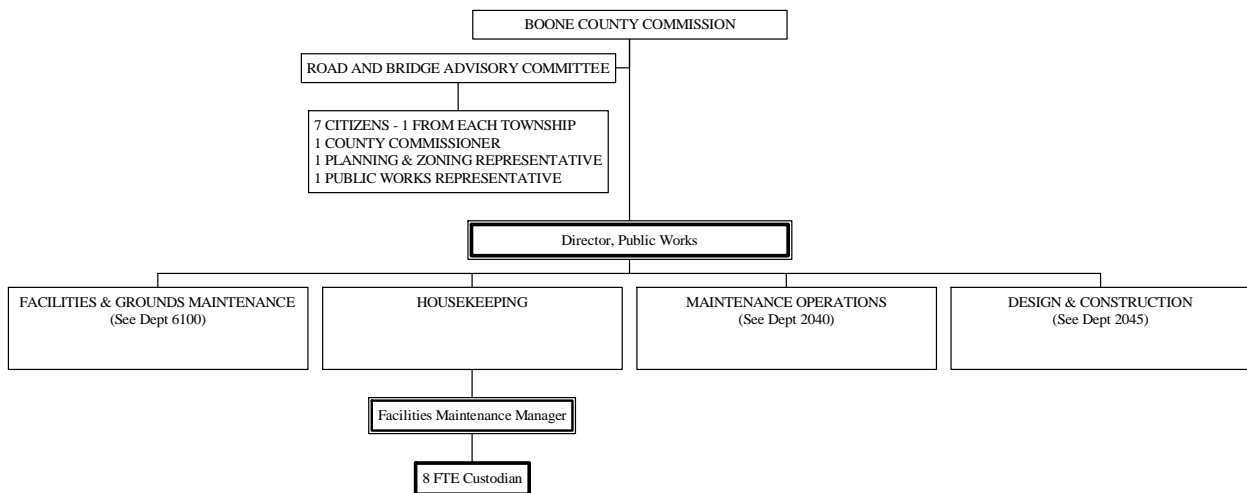 BOONE COUNTY COMMISSION
ROAD AND BRIDGE ADVISORY COMMITTEE
7 CITIZENS - 1 FROM EACH TOWNSHIP
1 COUNTY COMMISSIONER
1 PLANNING & ZONING REPRESENTATIVE
1 PUBLIC WORKS REPRESENTATIVE
Director, Public Works
FACILITIES & GROUNDS MAINTENANCE
(See Dept 6100)
HOUSEKEEPING
MAINTENANCE OPERATIONS
(See Dept 2040)
DESIGN & CONSTRUCTION
(See Dept 2045)
Facilities Maintenance Manager
8 FTE Custodian